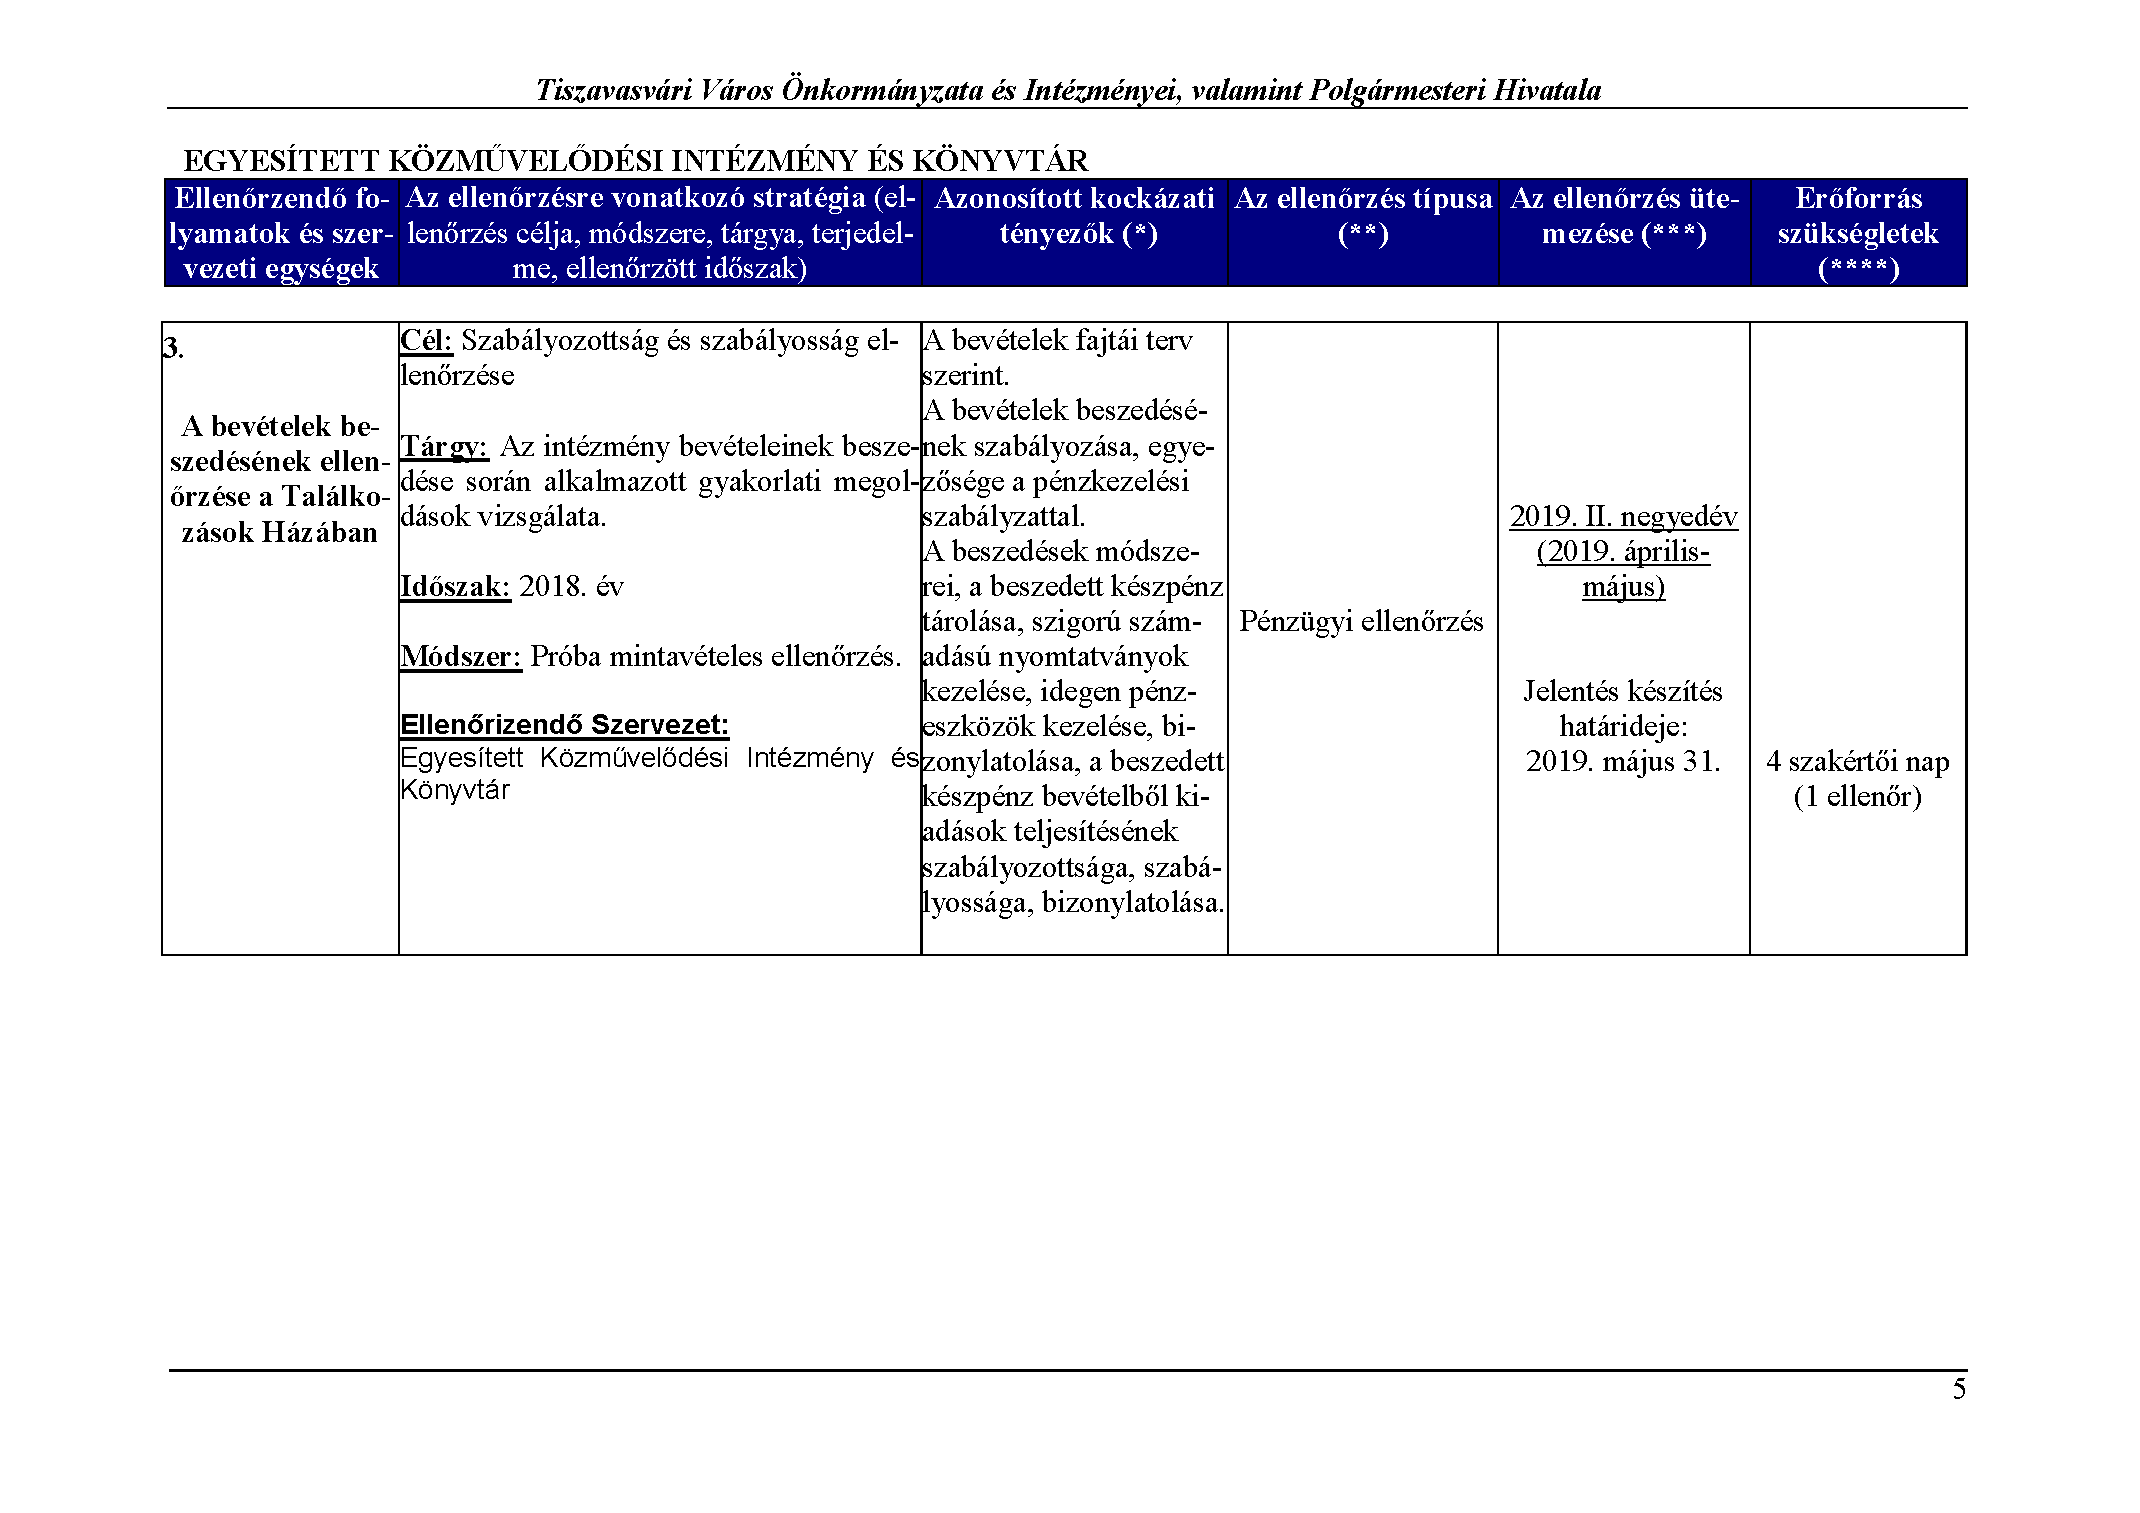 Tiszavasvári Város Önkormányzata és Intézményei, valamint Polgármesteri Hivatala
EGYESÍTETT KÖZMŰVELŐDÉSI INTÉZMÉNY ÉS KÖNYVTÁR
Ellenőrzendő fo-
lyamatok és szer-
vezeti egységek
Az ellenőrzésre vonatkozó stratégia (el-
lenőrzés célja, módszere, tárgya, terjedel-
me, ellenőrzött időszak)
Azonosított kockázati
tényezők (*)
Az ellenőrzés típusa
(**)
Az ellenőrzés üte-
mezése (***)
Erőforrás
szükségletek
(****)
3.
A bevételek be-
szedésének ellen-
őrzése a Találko-
zások Házában
Cél: Szabályozottság és szabályosság el-
lenőrzése
Tárgy: Az intézmény bevételeinek besze-
dése során alkalmazott gyakorlati megol-
dások vizsgálata.
Időszak: 2018. év
Módszer: Próba mintavételes ellenőrzés.
Ellenőrizendő Szervezet:
Egyesített Közművelődési Intézmény és
Könyvtár
A bevételek fajtái terv
szerint.
A bevételek beszedésé-
nek szabályozása, egye-
zősége a pénzkezelési
szabályzattal.
A beszedések módsze-
rei, a beszedett készpénz
tárolása, szigorú szám-
adású nyomtatványok
kezelése, idegen pénz-
eszközök kezelése, bi-
zonylatolása, a beszedett
készpénz bevételből ki-
adások teljesítésének
szabályozottsága, szabá-
lyossága, bizonylatolása.
Pénzügyi ellenőrzés
2019. II. negyedév
(2019. április-
május)
Jelentés készítés
határideje:
2019. május 31.
4 szakértői nap
(1 ellenőr)
5